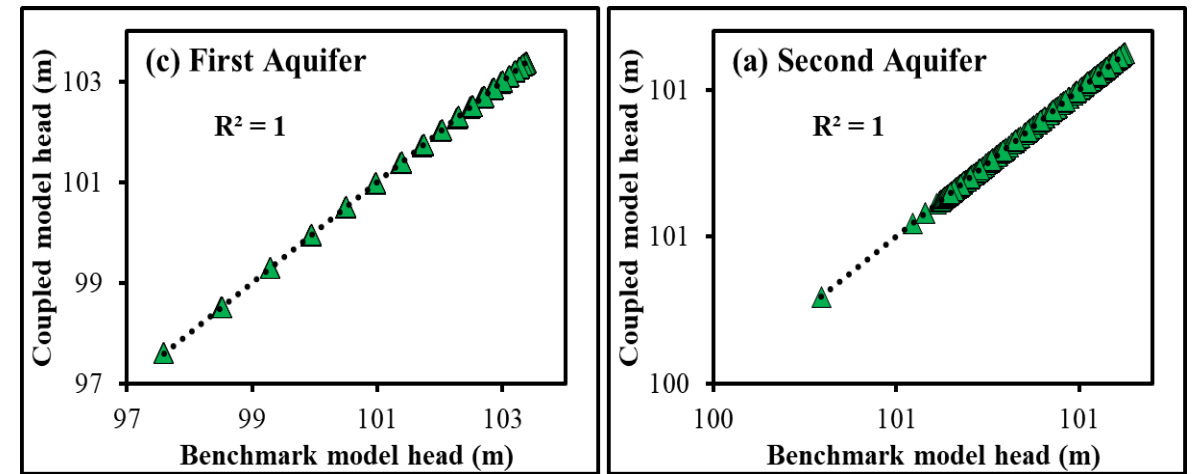 (c) First Aquifer
R² = 1
Coupled model head (m)
103
101
99
97
97 99 101 103
Benchmark model head (m)
(a) Second Aquifer
R² = 1
Coupled model head (m)
101
101
100
100 101 101
Benchmark model head (m)